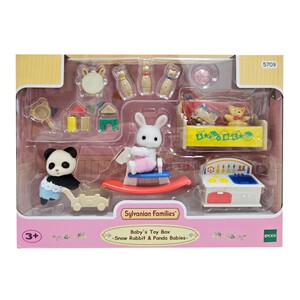 5709
Sylvanian Families
Baby's Toy Box
-Snow Rabbit & Panda Babies-
3+
EPOCH